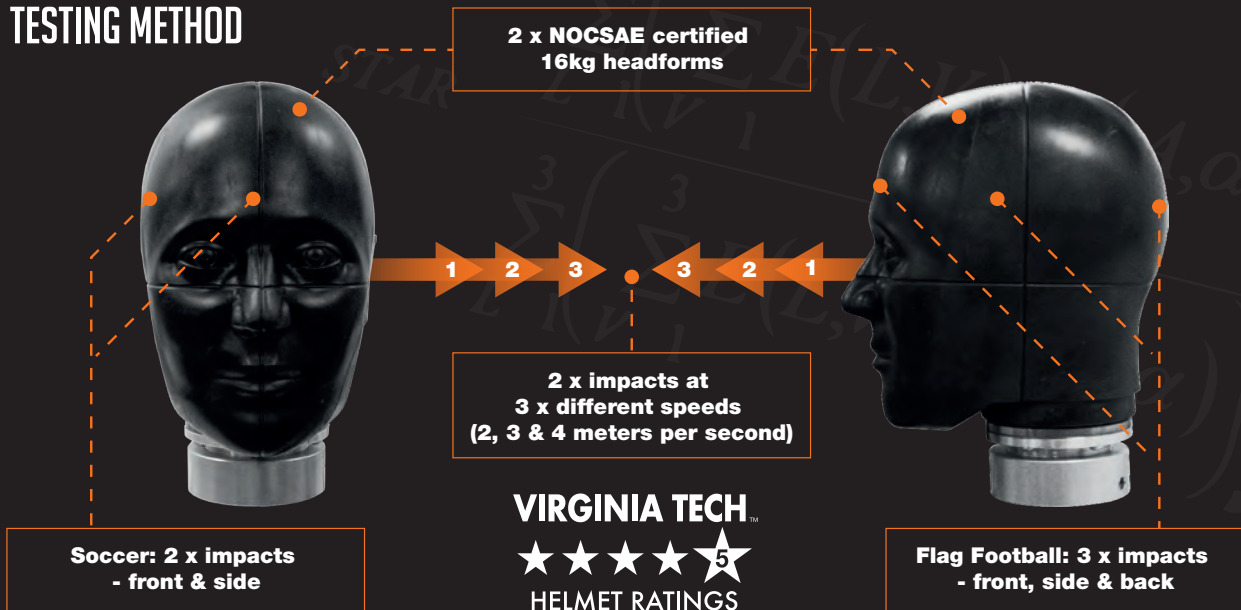 TESTING METHOD
2 x NOCSAE certified
16kg headforms
1 2 3
3 2 1
2 x impacts at
3 x different speeds
(2, 3 & 4 meters per second)
Soccer: 2 x impacts
- front & side
VIRGINIA TECH™
5
HELMET RATINGS
Flag Football: 3 x impacts
- front, side & back